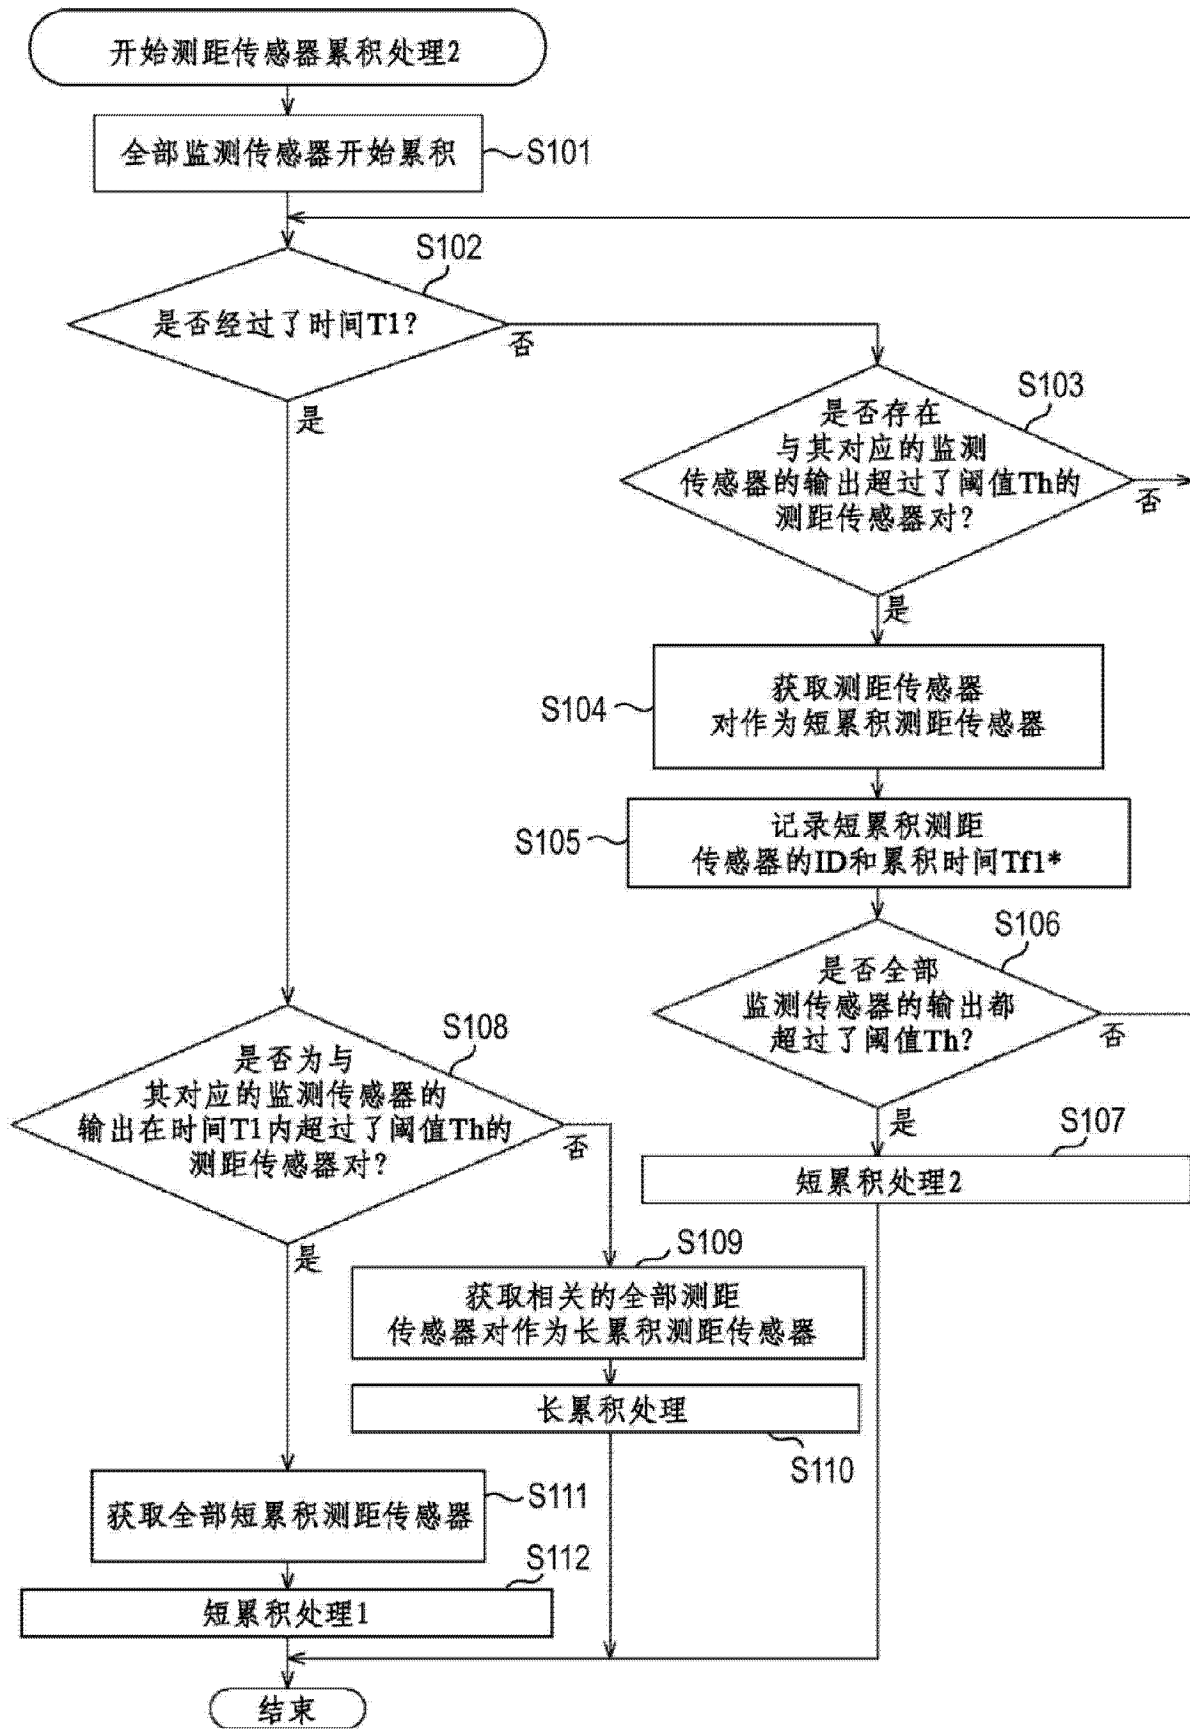 开始测距传感器累积处理2
全部监测传感器开始累积
S101
S102
是否经过了时间T1?
否
是
S103
是否存在
与其对应的监测
传感器的输出超过了阈值Th的
测距传感器对?
否
是
S104
获取测距传感器
对作为短累积测距传感器
S105
记录短累积测距
传感器的ID和累积时间Tf1*
S106
是否全部
监测传感器的输出都
超过了阈值Th?
否
是
S107
短累积处理2
S108
是否为与
其对应的监测传感器的
输出在时间T1内超过了阈值Th的
测距传感器对?
否
是
S109
获取相关的全部测距
传感器对作为长累积测距传感器
长累积处理
S110
S111
获取全部短累积测距传感器
S112
短累积处理1
结束